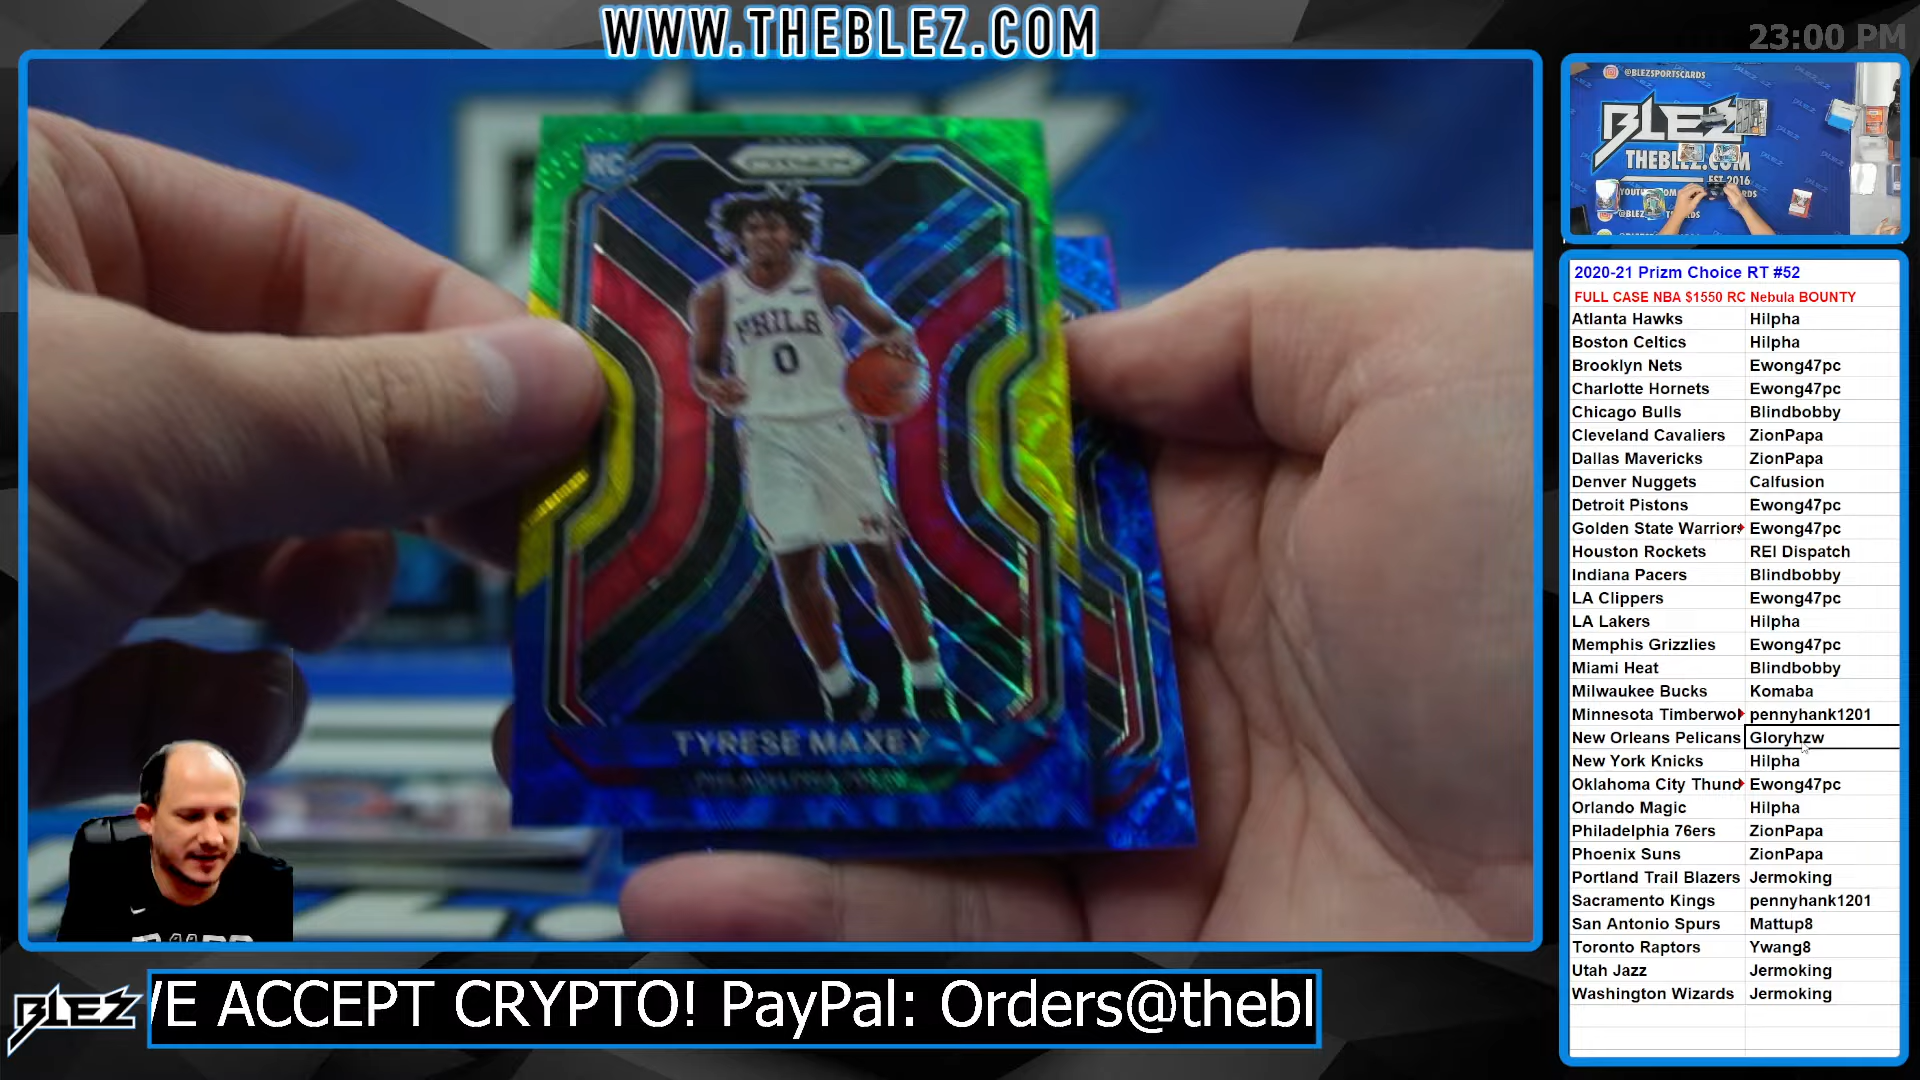 WWW.THEBLEZ.COM
23:00 PM
@BLEZSPORTSCARDS
BLEZ
THEBLEZ.COM
EST 2016
RC
PRIZM
PHILA
0
TYRESE MAXEY
2020-21 Prizm Choice RT #52
FULL CASE NBA $1550 RC Nebula BOUNTY
Atlanta Hawks Hilpha
Boston Celtics Hilpha
Brooklyn Nets Ewong47pc
Charlotte Hornets Ewong47pc
Chicago Bulls Blindbobby
Cleveland Cavaliers ZionPapa
Dallas Mavericks ZionPapa
Denver Nuggets Calfusion
Detroit Pistons Ewong47pc
Golden State Warriors Ewong47pc
Houston Rockets REI Dispatch
Indiana Pacers Blindbobby
LA Clippers Ewong47pc
LA Lakers Hilpha
Memphis Grizzlies Ewong47pc
Miami Heat Blindbobby
Milwaukee Bucks Komaba
Minnesota Timberwol pennyhank1201
New Orleans Pelicans Gloryhzw
New York Knicks Hilpha
Oklahoma City Thund Ewong47pc
Orlando Magic Hilpha
Philadelphia 76ers ZionPapa
Phoenix Suns ZionPapa
Portland Trail Blazers Jermoking
Sacramento Kings pennyhank1201
San Antonio Spurs Mattup8
Toronto Raptors Ywang8
Utah Jazz Jermoking
Washington Wizards Jermoking
BLEZ
WE ACCEPT CRYPTO! PayPal: Orders@thebl